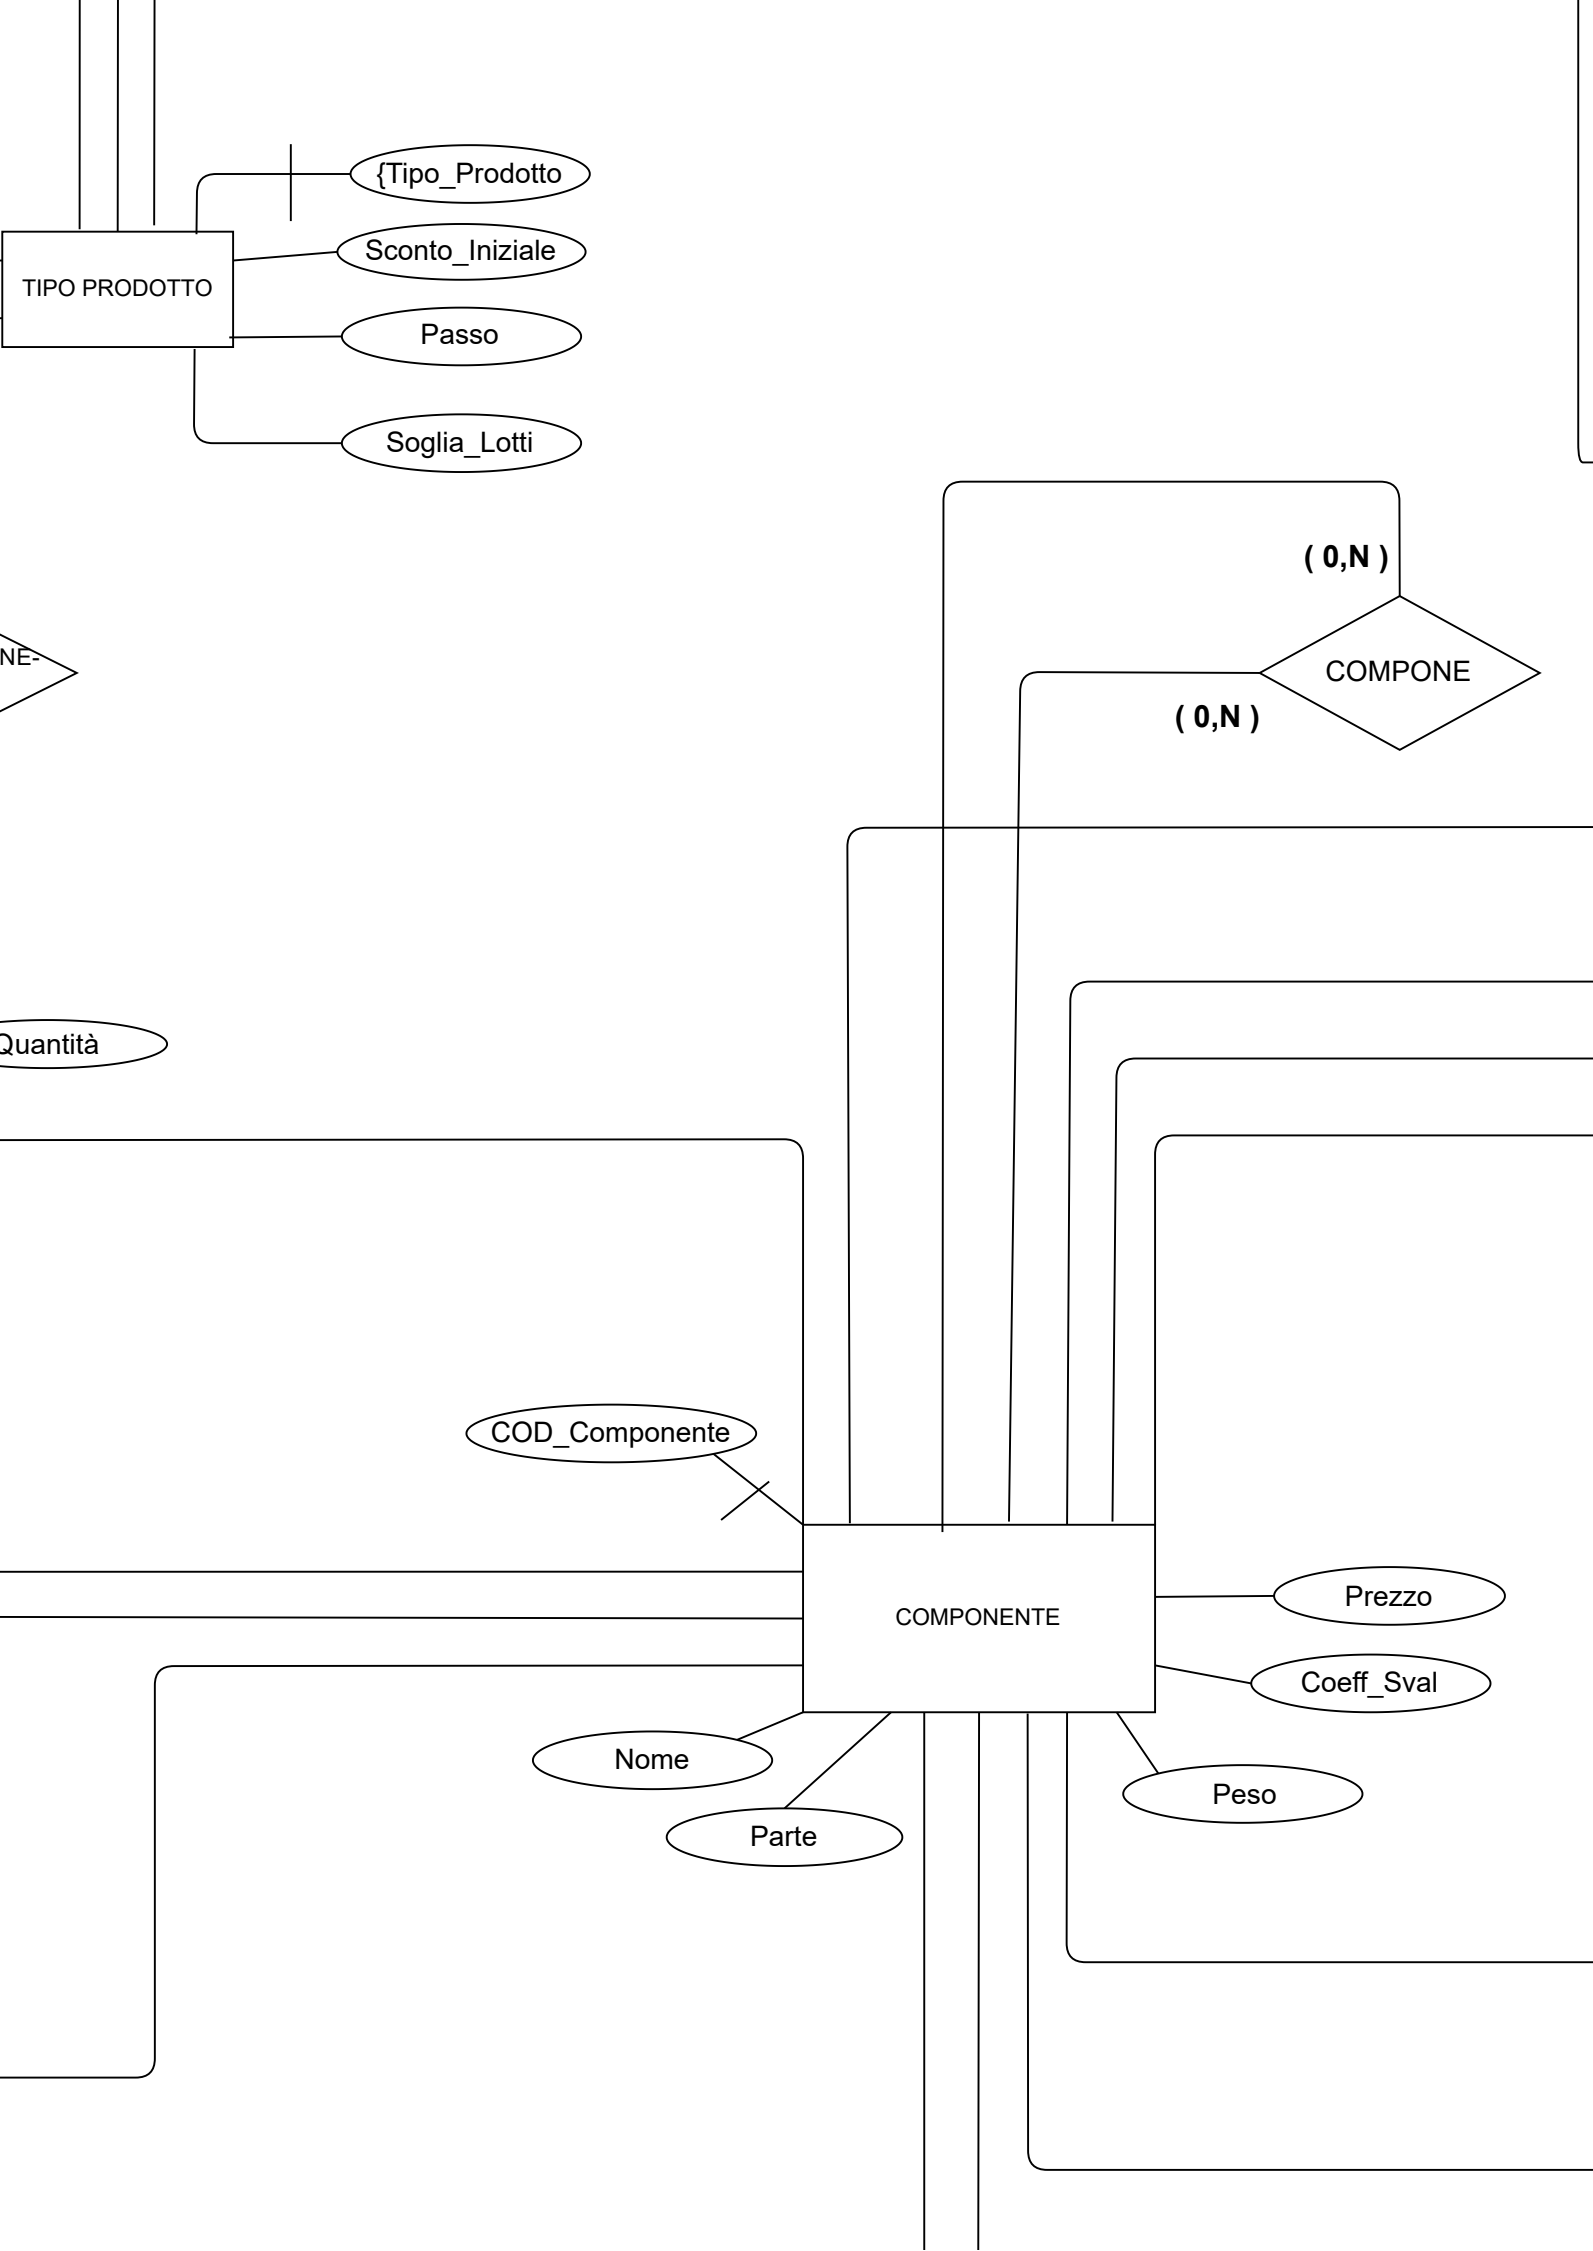 {Tipo_Prodotto
Sconto_Iniziale
TIPO PRODOTTO
Passo
Soglia_Lotti
( 0,N )
NE-
COMPONE
( 0,N )
Quantità
COD_Componente
Prezzo
COMPONENTE
Coeff_Sval
Nome
Peso
Parte